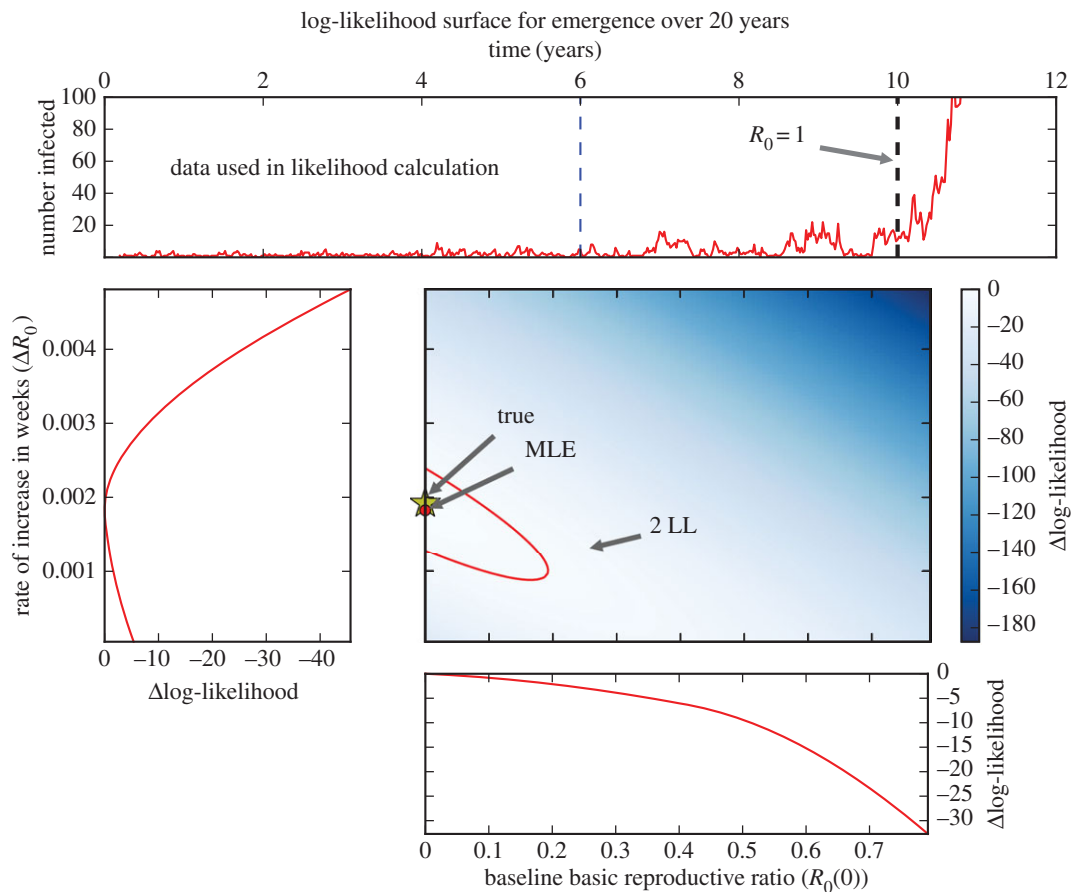 log-likelihood surface for emergence over 20 years
time (years)
0 2 4 6 8 10 12
number infected
100
80
60
40
20
data used in likelihood calculation
R0 = 1
rate of increase in weeks (ΔR0)
0.004
0.003
0.002
0.001
0 –10 –20 –30 –40
Δlog-likelihood
true
MLE
2 LL
0
–20
–40
–60
–80
–100
–120
–140
–160
–180
Δlog-likelihood
0
–5
–10
–15
–20
–25
–30
Δlog-likelihood
0 0.1 0.2 0.3 0.4 0.5 0.6 0.7
baseline basic reproductive ratio (R0(0))